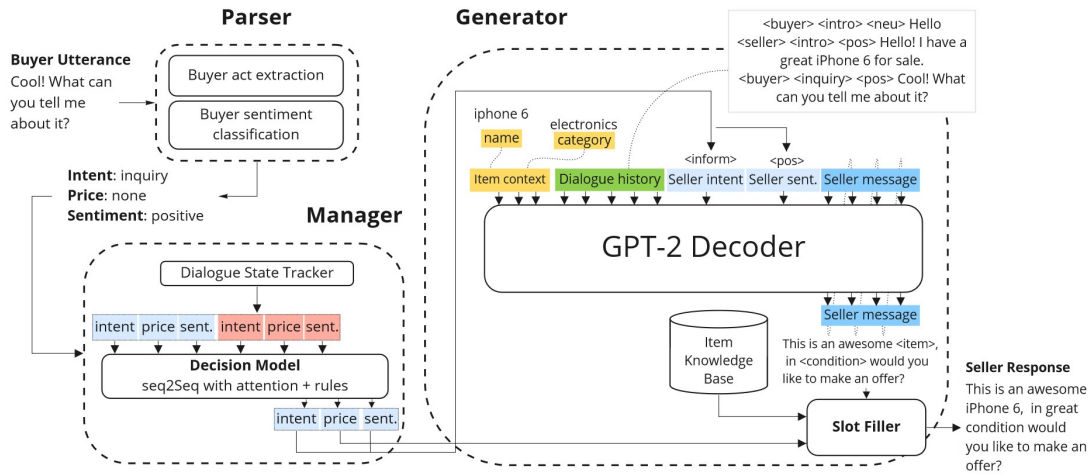 Parser
Buyer Utterance
Cool! What can
you tell me
about it?
Buyer act extraction
Buyer sentiment
classification
Intent: inquiry
Price: none
Sentiment: positive
Manager
Dialogue State Tracker
intent price sent. intent price sent.
Decision Model
seq2Seq with attention + rules
intent price sent.
Generator
<buyer> <intro> <neu> Hello
<seller> <intro> <pos> Hello! I have a
great iPhone 6 for sale.
<buyer> <inquiry> <pos> Cool! What
can you tell me about it?
iphone 6
name
electronics
category
<inform>
<pos>
Item context
Dialogue history
Seller intent
Seller sent.
Seller message
GPT-2 Decoder
Seller message
This is an awesome <item>,
in <condition> would you
like to make an offer?
Item
Knowledge
Base
Slot Filler
Seller Response
This is an awesome
iPhone 6, in great
condition would
you like to make an
offer?